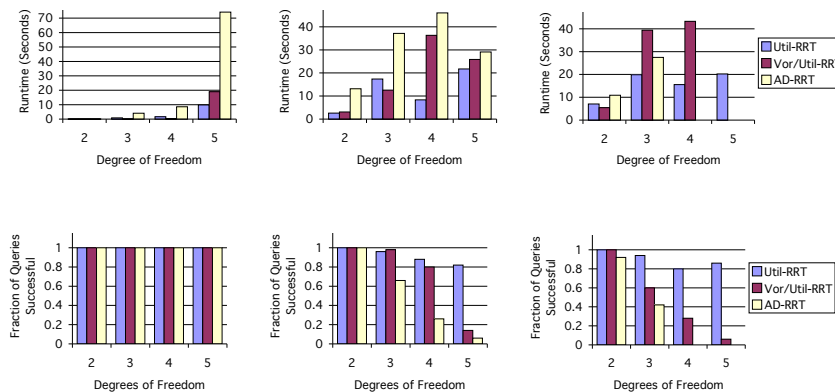 Runtime (Seconds)
70
60
50
40
30
20
10
0
2 3 4 5
Degree of Freedom
Runtime (Seconds)
40
30
20
10
0
2 3 4 5
Degree of Freedom
Runtime (Seconds)
40
30
20
10
0
2 3 4 5
Degree of Freedom
Util-RRT
Vor/Util-RRT
AD-RRT
Fraction of Queries
Successful
1
0.8
0.6
0.4
0.2
0
2 3 4 5
Degrees of Freedom
Fraction of Queries
Successful
1
0.8
0.6
0.4
0.2
0
2 3 4 5
Degrees of Freedom
Fraction of Queries
Successful
1
0.8
0.6
0.4
0.2
0
2 3 4 5
Degrees of Freedom
Util-RRT
Vor/Util-RRT
AD-RRT